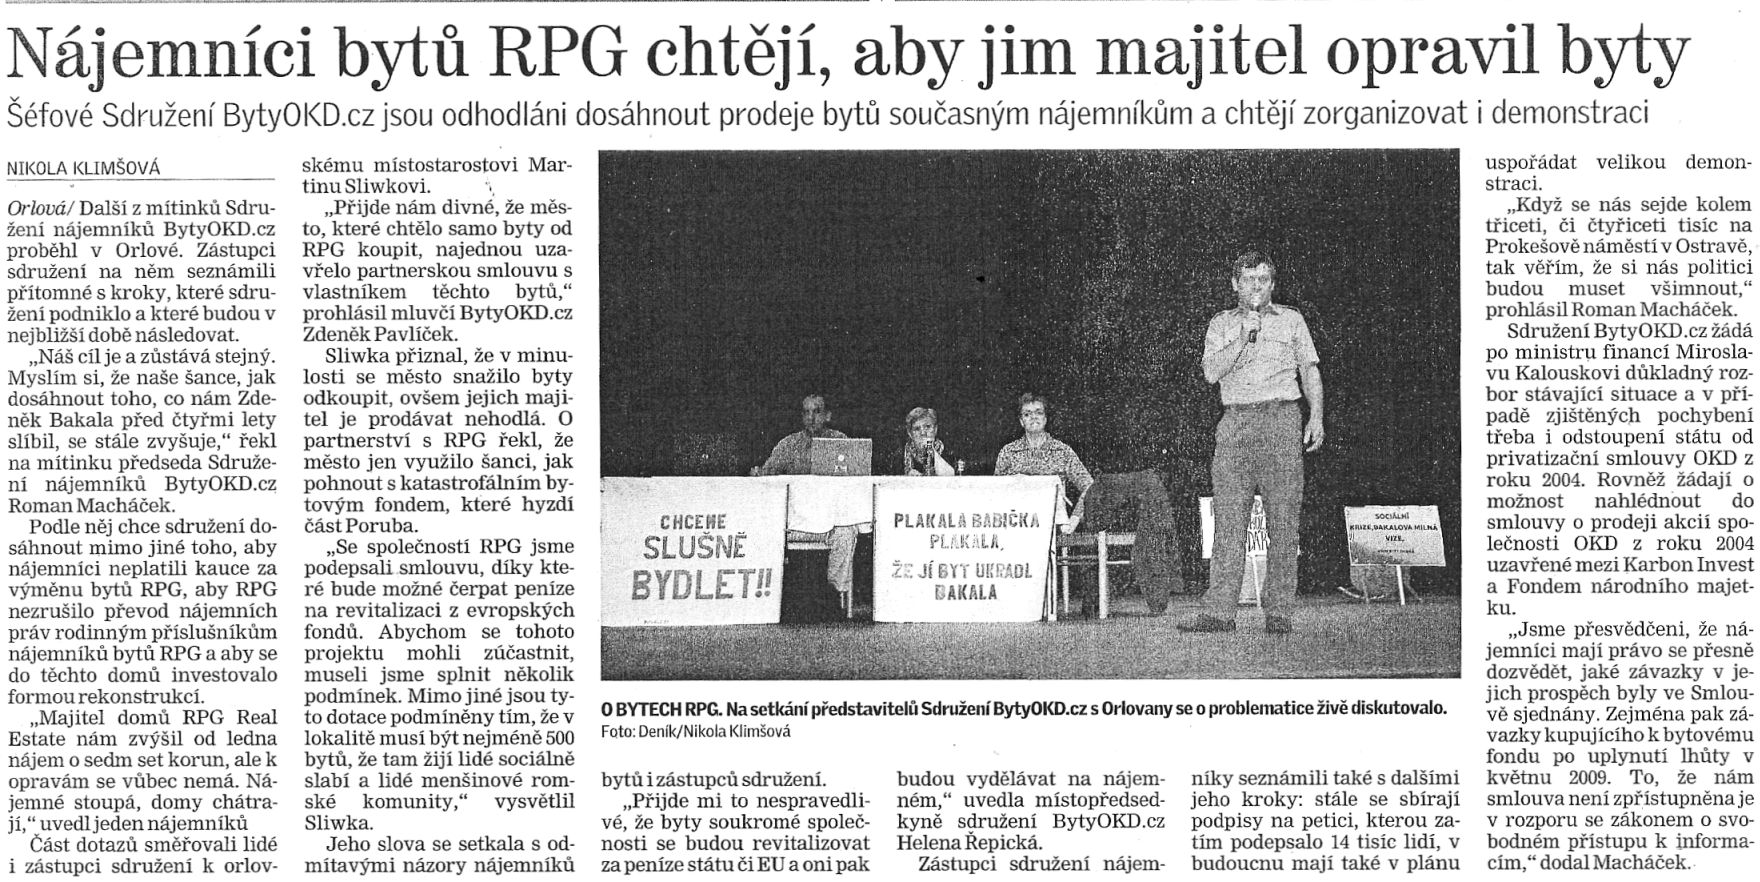 Nájemníci bytů RPG chtějí, aby jim majitel opravil byty
Šéfové Sdružení BytyOKD.cz jsou odhodláni dosáhnout prodeje bytů současným nájemníkům a chtějí zorganizovat i demonstraci
NIKOLA KLIMŠOVÁ
Orlová/ Další z mítinků Sdru-
žení nájemníků BytyOKD.cz
proběhl v Orlové. Zástupci
sdružení na něm seznámili
přítomné s kroky, které sdru-
žení podniklo a které budou v
nejbližší době následovat.
„Náš cíl je a zůstává stejný.
Myslím si, že naše šance, jak
dosáhnout toho, co nám Zde-
něk Bakala před čtyřmi lety
slíbil, se stále zvyšuje,“ řekl
na mítinku předseda Sdruže-
ní nájemníků BytyOKD.cz
Roman Macháček.
Podle něj chce sdružení do-
sáhnout mimo jiné toho, aby
nájemníci neplatili kauce za
výměnu bytů RPG, aby RPG
nezrušilo převod nájemních
práv rodinným příslušníkům
nájemníků bytů RPG a aby se
do těchto domů investovalo
formou rekonstrukcí.
„Majitel domů RPG Real
Estate nám zvýšil od ledna
nájem o sedm set korun, ale k
opravám se vůbec nemá. Ná-
jemné stoupá, domy chátra-
jí,“ uvedl jeden nájemníků
Část dotazů směřovali lidé
i zástupci sdružení k orlov-
skému místostarostovi Mar-
tinu Sliwkovi.
„Přijde nám divné, že měs-
to, které chtělo samo byty od
RPG koupit, najednou uza-
vřelo partnerskou smlouvu s
vlastníkem těchto bytů,“
prohlásil mluvčí BytyOKD.cz
Zdeněk Pavlíček.
Sliwka přiznal, že v minu-
losti se město snažilo byty
odkoupit, ovšem jejich maji-
tel je prodávat nehodlá. O
partnerství s RPG řekl, že
město jen využilo šanci, jak
pohnout s katastrofálním by-
tovým fondem, které hyzdí
část Poruba.
„Se společností RPG jsme
podepsali smlouvu, díky kte-
ré bude možné čerpat peníze
na revitalizaci z evropských
fondů. Abychom se tohoto
projektu mohli zúčastnit,
museli jsme splnit několik
podmínek. Mimo jiné jsou ty-
to dotace podmíněny tím, že v
lokalitě musí být nejméně 500
bytů, že tam žijí lidé sociálně
slabí a lidé menšinové rom-
ské komunity,“ vysvětlil
Sliwka.
Jeho slova se setkala s od-
mítavými názory nájemníků
CHCEME
SLUŠNĚ
BYDLET!!
PLAKALA BABIČKA
PLAKALA,
ŽE JÍ BYT UKRADL
BAKALA
SOCIÁLNÍ
KRIZE, BAKALOVA MILNÁ
VIZE.
O BYTECH RPG. Na setkání představitelů Sdružení BytyOKD.cz s Orlovany se o problematice živě diskutovalo.
Foto: Deník/Nikola Klimšová
bytů i zástupců sdružení.
„Přijde mi to nespravedli-
vé, že byty soukromé společ-
nosti se budou revitalizovat
za peníze státu či EU a oni pak
budou vydělávat na nájem-
ném,“ uvedla místopředsed-
kyně sdružení BytyOKD.cz
Helena Řepická.
Zástupci sdružení nájem-
níky seznámili také s dalšími
jeho kroky: stále se sbírají
podpisy na petici, kterou za-
tím podepsalo 14 tisíc lidí, v
budoucnu mají také v plánu
uspořádat velikou demon-
straci.
„Když se nás sejde kolem
třiceti, či čtyřiceti tisíc na
Prokešově náměstí v Ostravě,
tak věřím, že si nás politici
budou muset všimnout,“
prohlásil Roman Macháček.
Sdružení BytyOKD.cz žádá
po ministru financí Mirosla-
vu Kalouskovi důkladný roz-
bor stávající situace a v pří-
padě zjištěných pochybení
třeba i odstoupení státu od
privatizační smlouvy OKD z
roku 2004. Rovněž žádají o
možnost nahlédnout do
smlouvy o prodeji akcií spo-
lečnosti OKD z roku 2004
uzavřené mezi Karbon Invest
a Fondem národního majet-
ku.
„Jsme přesvědčeni, že ná-
jemníci mají právo se přesně
dozvědět, jaké závazky v je-
jich prospěch byly ve Smlou-
vě sjednány. Zejména pak zá-
vazky kupujícího k bytovému
fondu po uplynutí lhůty v
květnu 2009. To, že nám
smlouva není zpřístupněna je
v rozporu se zákonem o svo-
bodném přístupu k informa-
cím,“ dodal Macháček.